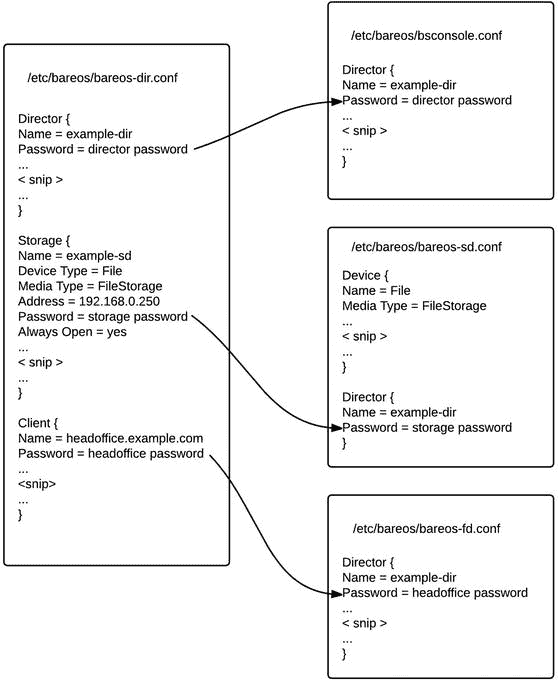 /etc/bareos/bareos-dir.conf
Director {
Name = example-dir
Password = director password
...
< snip >
...
}
Storage {
Name = example-sd
Device Type = File
Media Type = FileStorage
Address = 192.168.0.250
Password = storage password
Always Open = yes
...
< snip >
...
}
Client {
Name = headoffice.example.com
Password = headoffice password
...
<snip>
...
}
/etc/bareos/bsconsole.conf
Director {
Name = example-dir
Password = director password
...
< snip >
...
}
/etc/bareos/bareos-sd.conf
Device {
Name = File
Media Type = FileStorage
...
< snip >
...
}
Director {
Name = example-dir
Password = storage password
}
/etc/bareos/bareos-fd.conf
Director {
Name = example-dir
Password = headoffice password
...
< snip >
...
}